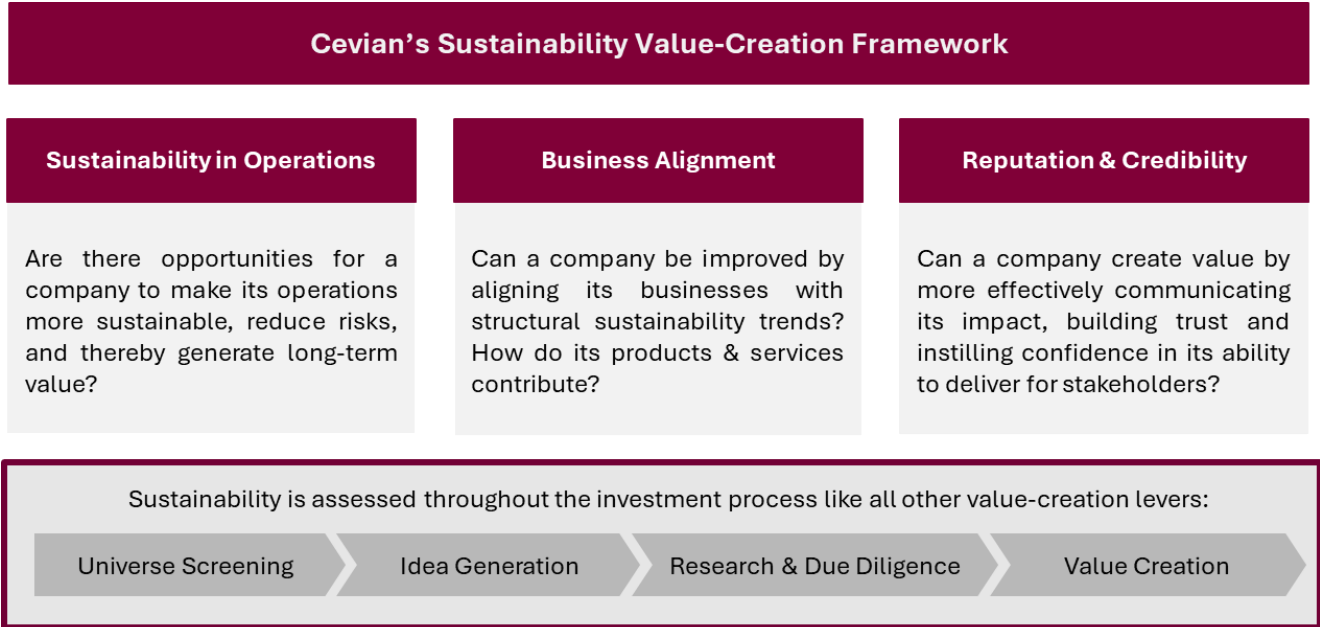 Cevian’s Sustainability Value-Creation Framework
Sustainability in Operations
Are there opportunities for a
company to make its operations
more sustainable, reduce risks,
and thereby generate long-term
value?
Business Alignment
Can a company be improved by
aligning its businesses with
structural sustainability trends?
How do its products & services
contribute?
Reputation & Credibility
Can a company create value by
more effectively communicating
its impact, building trust and
instilling confidence in its ability
to deliver for stakeholders?
Sustainability is assessed throughout the investment process like all other value-creation levers:
Universe Screening
Idea Generation
Research & Due Diligence
Value Creation